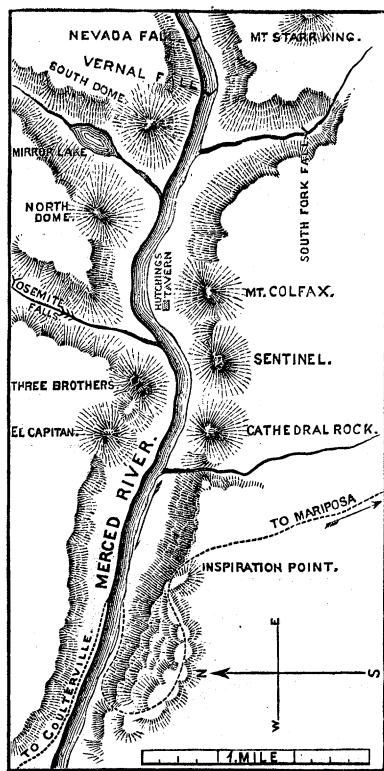 NEVADA FALL
MT STARR KING.
VERNAL FALL
SOUTH DOME.
MIRROR LAKE
SOUTH FORK FALL
NORTH
DOME.
HUTCHINGS
TAVERN
YOSEMITE
FALLS
MT. COLFAX.
SENTINEL.
THREE BROTHERS.
EL CAPITAN.
CATHEDRAL ROCK.
MERCED RIVER.
TO MARIPOSA
INSPIRATION POINT.
TO COULTERVILLE.
E
N
S
W
1 MILE